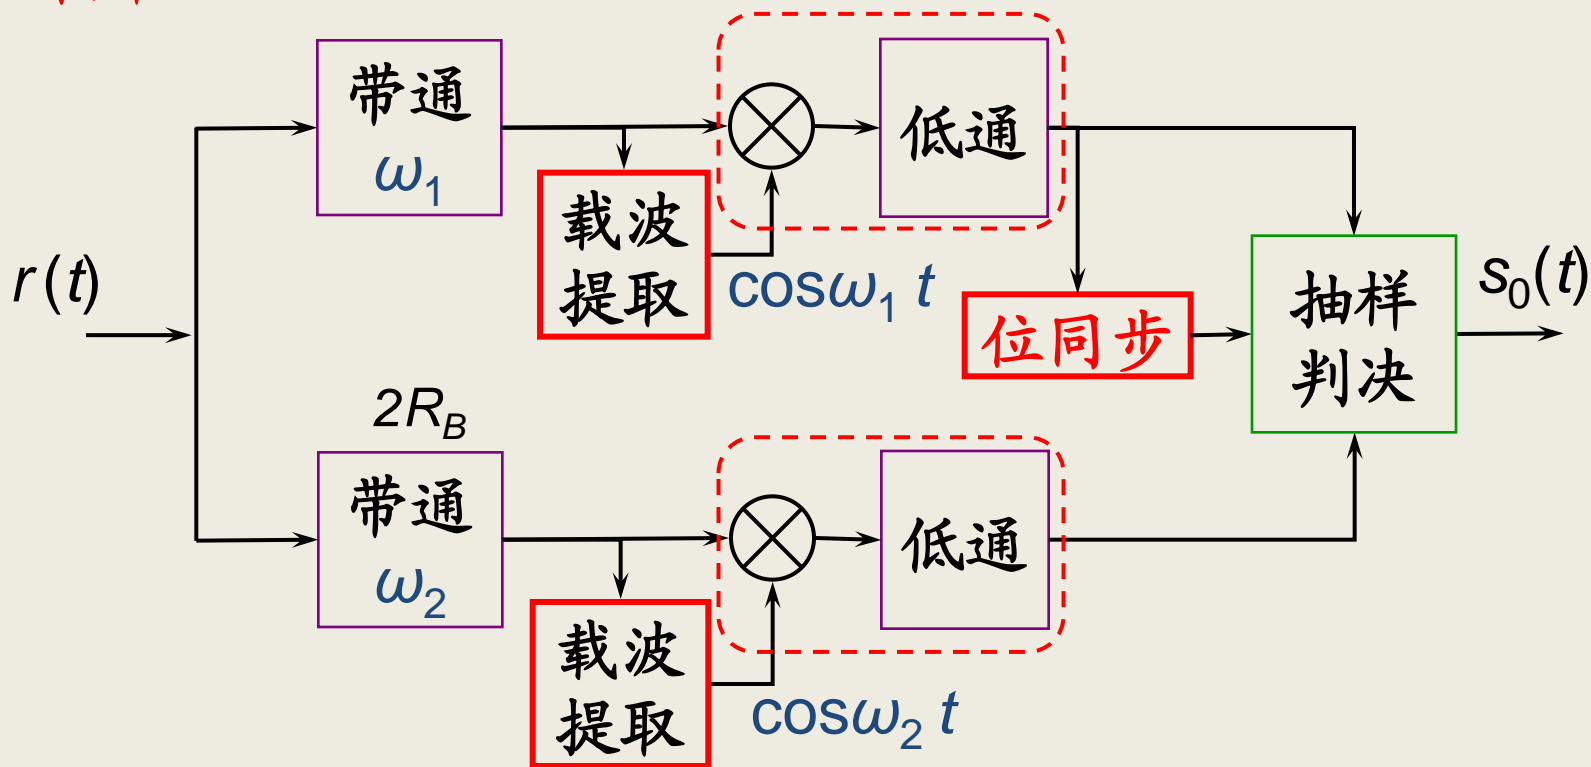 带通
ω₁
低通
载波
提取
cosω₁ t
r(t)
位同步
抽样
判决
s₀(t)
2R_B
带通
ω₂
低通
载波
提取
cosω₂ t